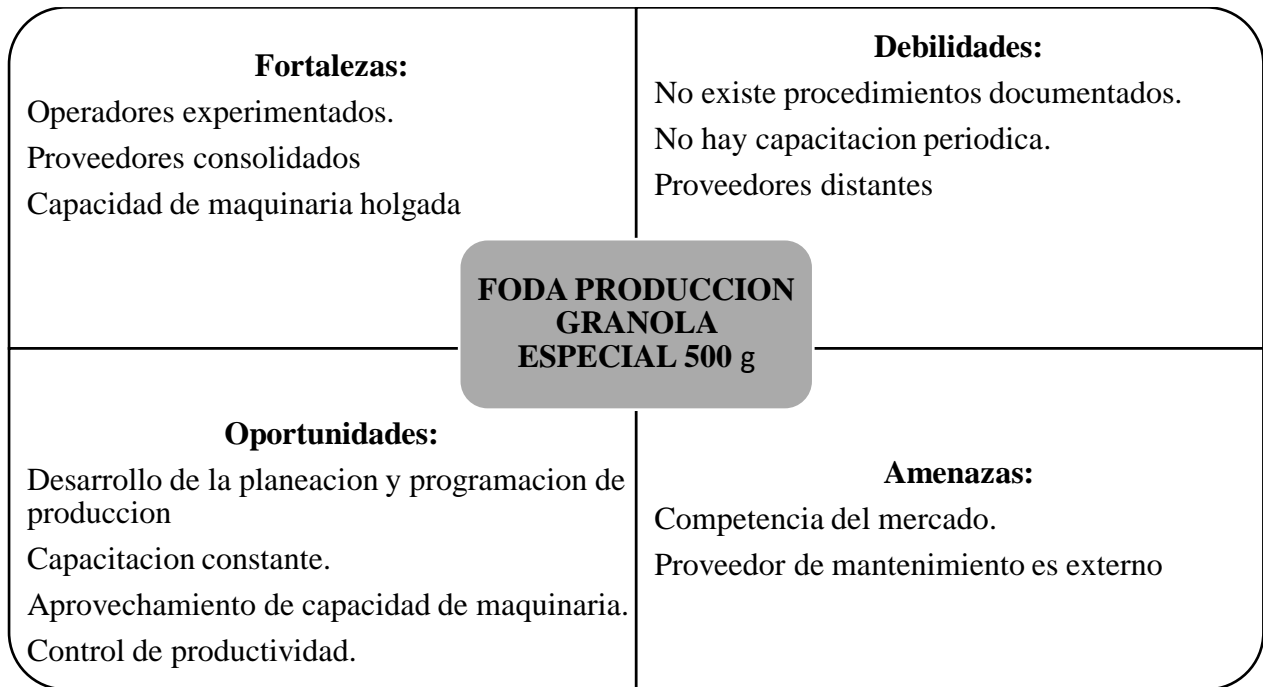 Fortalezas:
Operadores experimentados.
Proveedores consolidados
Capacidad de maquinaria holgada
Debilidades:
No existe procedimientos documentados.
No hay capacitacion periodica.
Proveedores distantes
FODA PRODUCCION
GRANOLA
ESPECIAL 500 g
Oportunidades:
Desarrollo de la planeacion y programacion de
produccion
Capacitacion constante.
Aprovechamiento de capacidad de maquinaria.
Control de productividad.
Amenazas:
Competencia del mercado.
Proveedor de mantenimiento es externo